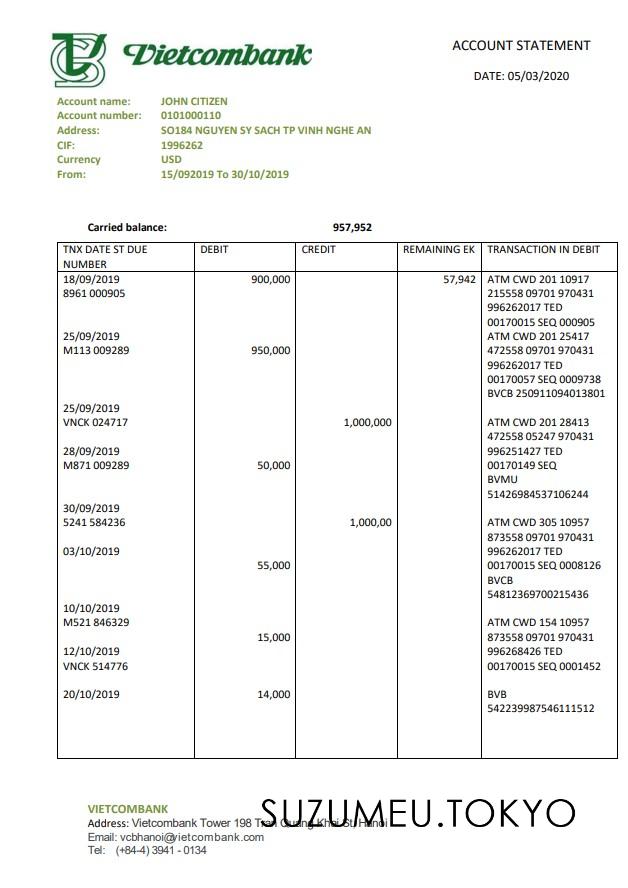 Vietcombank
ACCOUNT STATEMENT
DATE: 05/03/2020
Account name: JOHN CITIZEN
Account number: 0101000110
Address: SO184 NGUYEN SY SACH TP VINH NGHE AN
CIF: 1996262
Currency USD
From: 15/092019 To 30/10/2019
Carried balance: 957,952
TNX DATE ST DUE DEBIT CREDIT REMAINING EK TRANSACTION IN DEBIT
NUMBER
18/09/2019 900,000 57,942 ATM CWD 201 10917
8961 000905 215558 09701 970431
996262017 TED
00170015 SEQ 000905
25/09/2019 ATM CWD 201 25417
M113 009289 950,000 472558 09701 970431
996262017 TED
00170057 SEQ 0009738
BVCB 250911094013801
25/09/2019
VNCK 024717 1,000,000 ATM CWD 201 28413
472558 05247 970431
28/09/2019 996251427 TED
M871 009289 50,000 00170149 SEQ
BVMU
51426984537106244
30/09/2019
5241 584236 1,000,00 ATM CWD 305 10957
873558 09701 970431
03/10/2019 996262017 TED
55,000 00170015 SEQ 0008126
BVCB
54812369700215436
10/10/2019
M521 846329 ATM CWD 154 10957
15,000 873558 09701 970431
12/10/2019 996268426 TED
VNCK 514776 00170015 SEQ 0001452
20/10/2019 14,000 BVB
542239987546111512
VIETCOMBANK
SUZUMEU.TOKYO
Address: Vietcombank Tower 198 Tran Quang Khai St, Hanoi
Email: vcbhanoi@vietcombank.com
Tel: (+84-4) 3941 - 0134